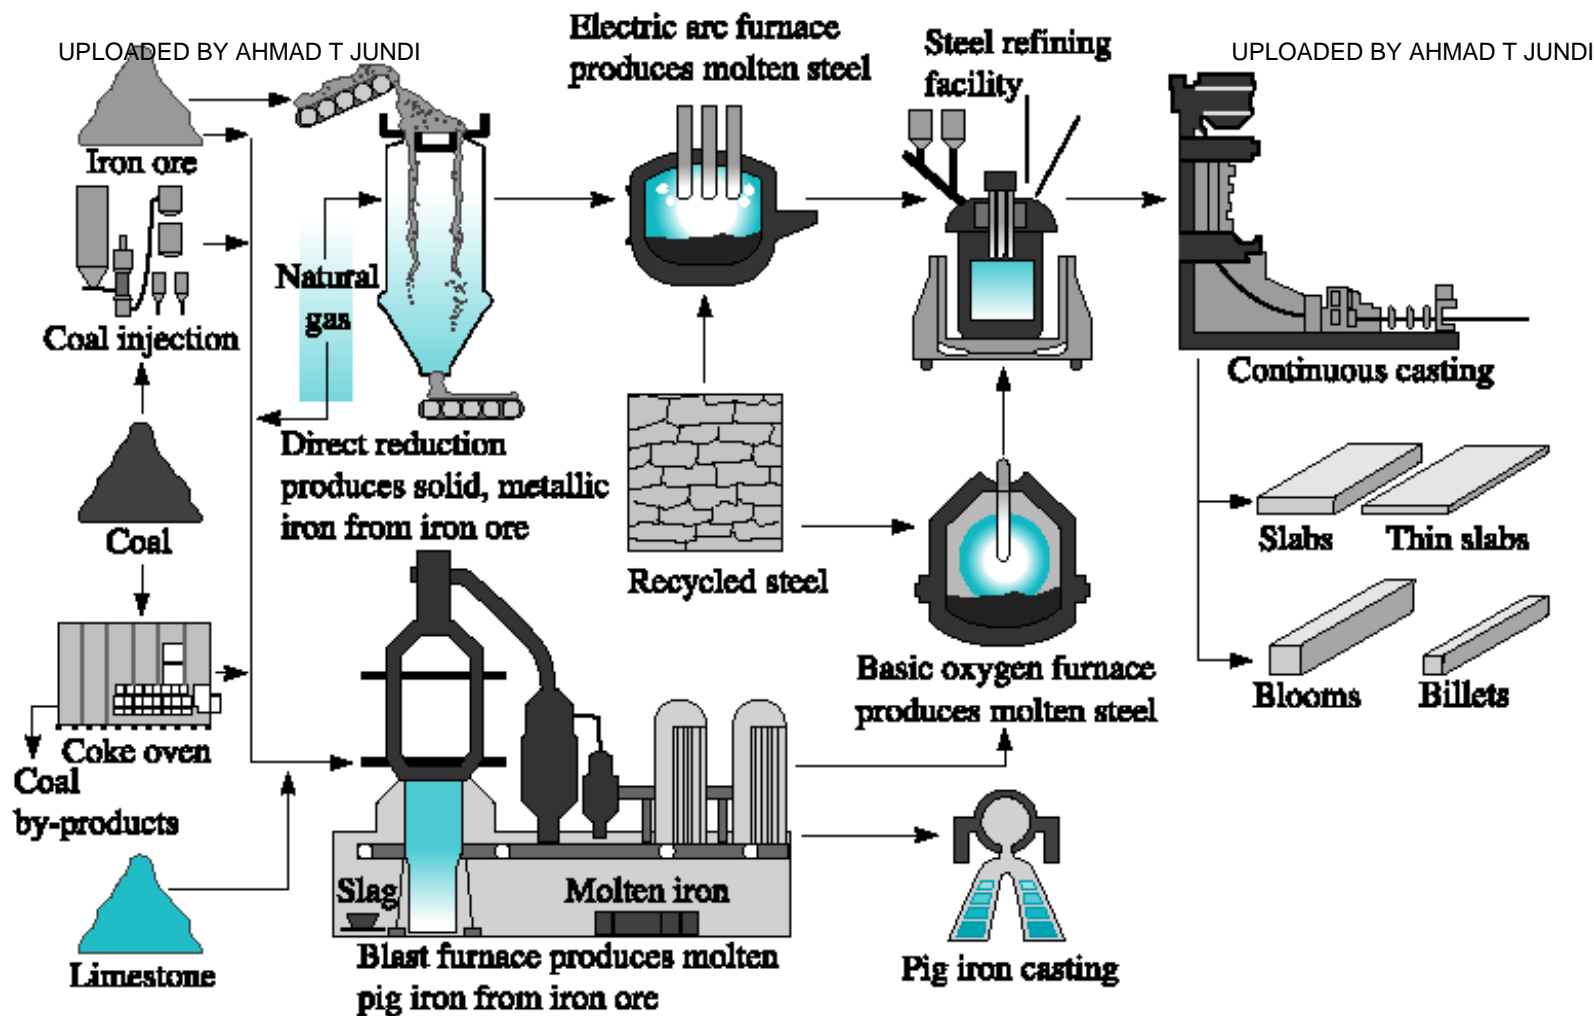 UPLOADED BY AHMAD T JUNDI
Electric arc furnace
produces molten steel
Steel refining
facility
UPLOADED BY AHMAD T JUNDI
Iron ore
Coal injection
Natural
gas
Continuous casting
Coal
Direct reduction
produces solid, metallic
iron from iron ore
Recycled steel
Slabs
Thin slabs
Basic oxygen furnace
produces molten steel
Blooms
Billets
Coke oven
Coal
by-products
Limestone
Slag
Molten iron
Blast furnace produces molten
pig iron from iron ore
Pig iron casting